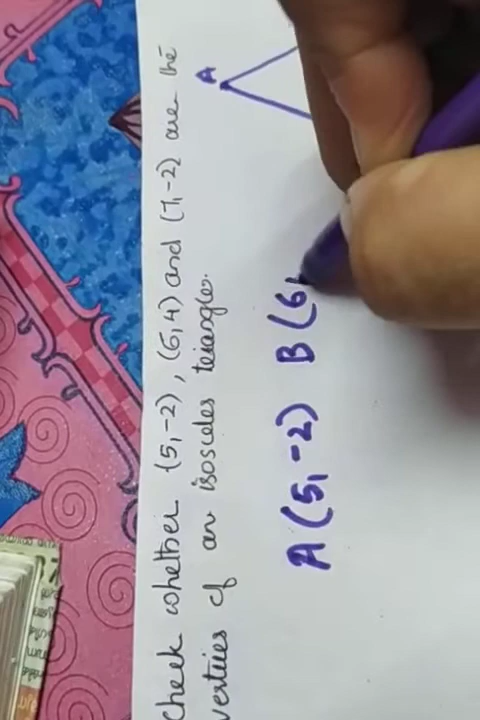 Check whether (5,-2), (6,4) and (7,-2) are the
vertices of an isosceles triangle.
A
A (5, -2) B (6,